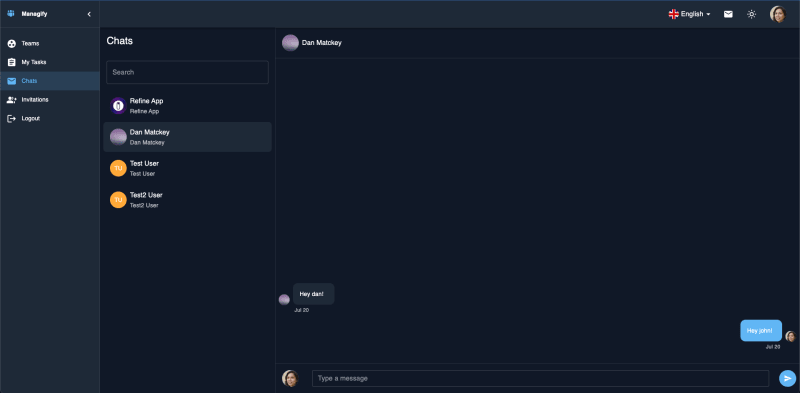 Managify
English
Teams
My Tasks
Chats
Invitations
Logout
Chats
Search
Refine App
Refine App
Dan Matckey
Dan Matckey
TU
Test User
Test User
TU
Test2 User
Test2 User
Dan Matckey
Hey dan!
Jul 20
Hey john!
Jul 20
Type a message